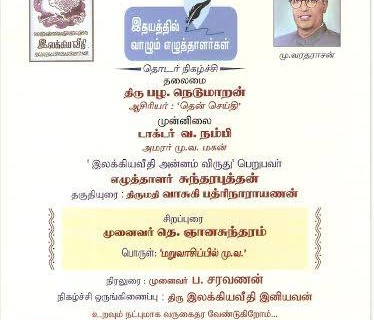 இலக்கியவீதி
இதயத்தில்
வாழும் எழுத்தாளர்கள்
மு.வரதராசன்
தொடர் நிகழ்ச்சி
தலைமை
திரு பழ. நெடுமாறன்
ஆசிரியர் : 'தென் செய்தி'
முன்னிலை
டாக்டர் வ. நம்பி
அமரர் மு.வ. மகன்
'இலக்கியவீதி அன்னம் விருது' பெறுபவர்
எழுத்தாளர் சுந்தரபுத்தன்
தகுதியுரை : திருமதி வாசுகி பத்ரிநாராயணன்
சிறப்புரை
முனைவர் தெ. ஞானசுந்தரம்
பொருள்: 'மறுவாசிப்பில் மு.வ.'
நிரலுரை : முனைவர் ப. சரவணன்
நிகழ்ச்சி ஒருங்கிணைப்பு : திரு இலக்கியவீதி இனியவன்
உறவும் நட்புமாக வருகைதர வேண்டுகிறோம்...